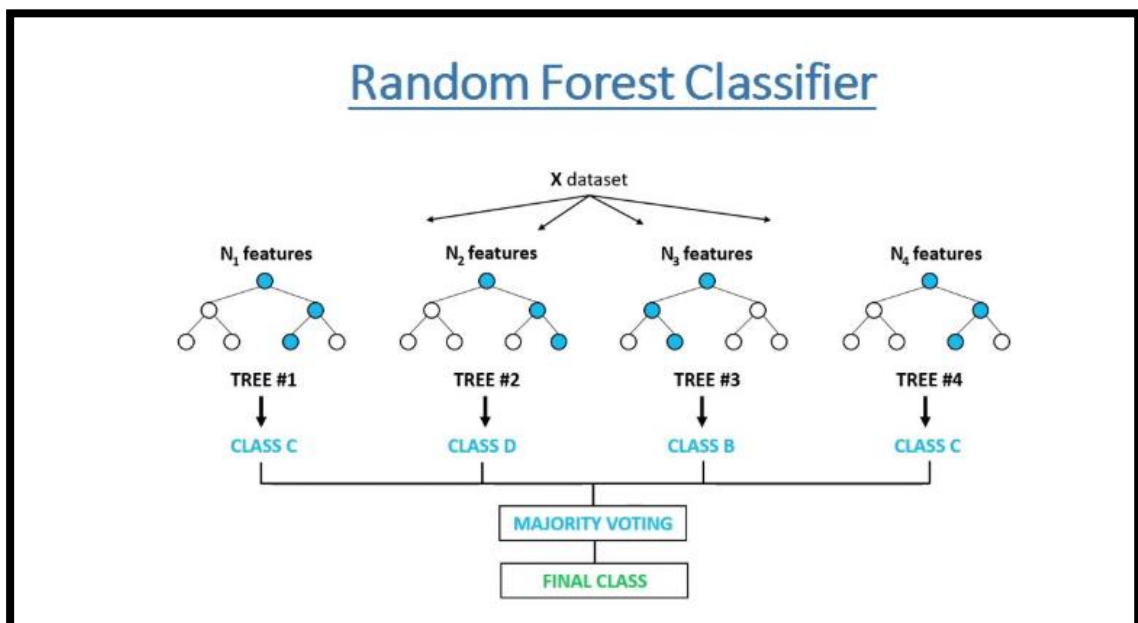 Random Forest Classifier
X dataset
N₁ features N₂ features N₃ features N₄ features
TREE #1 TREE #2 TREE #3 TREE #4
CLASS C CLASS D CLASS B CLASS C
MAJORITY VOTING
FINAL CLASS